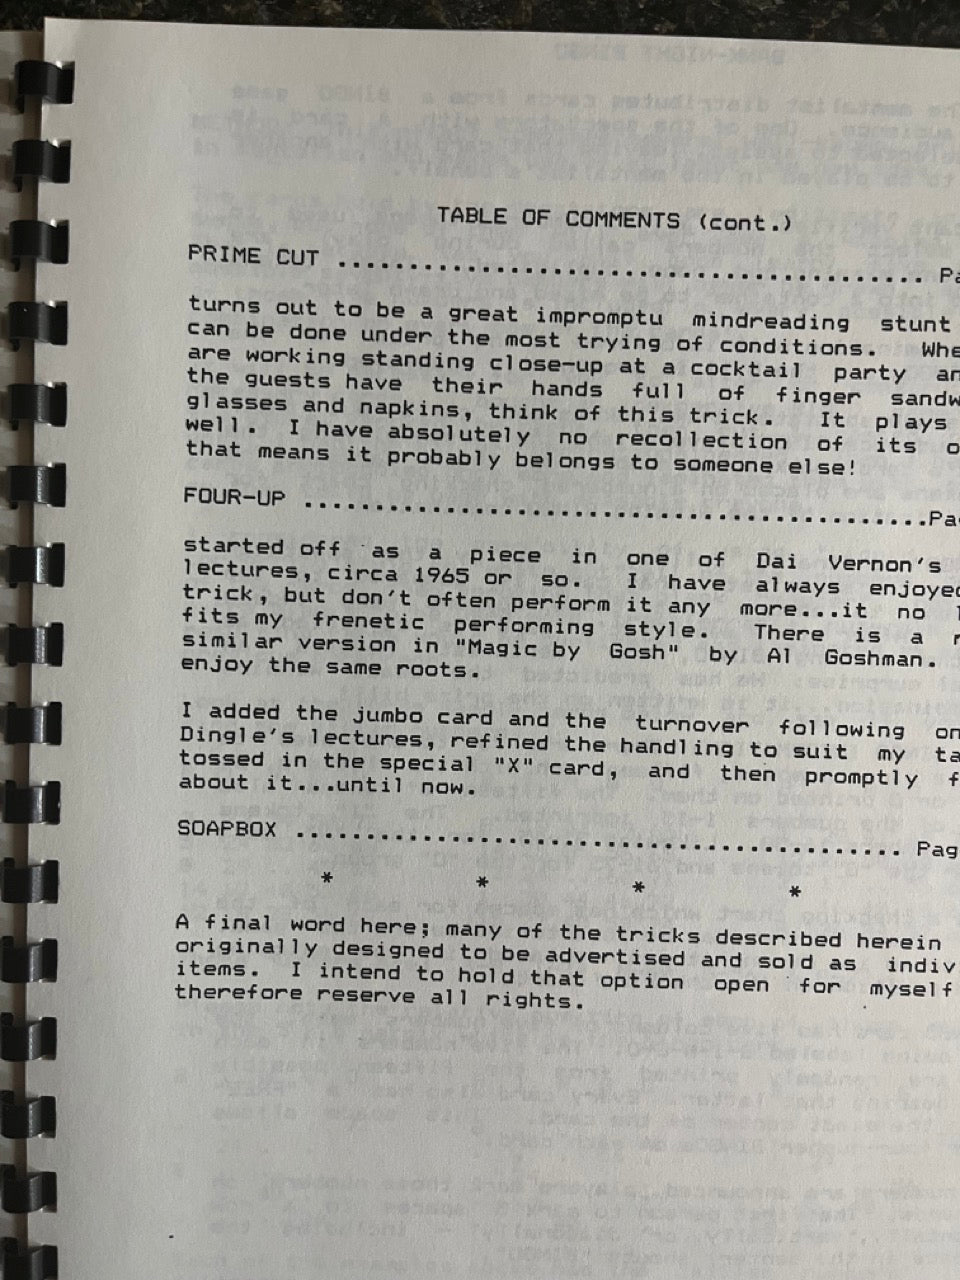 TABLE OF COMMENTS (cont.)
PRIME CUT ......................................... Pa
turns out to be a great impromptu mindreading stunt
can be done under the most trying of conditions. Whe
are working standing close-up at a cocktail party an
the guests have their hands full of finger sandw
glasses and napkins, think of this trick. It plays
well. I have absolutely no recollection of its o
that means it probably belongs to someone else!
FOUR-UP ............................................Pag
started off as a piece in one of Dai Vernon's
lectures, circa 1965 or so. I have always enjoyed
trick, but don't often perform it any more...it no l
fits my frenetic performing style. There is a r
similar version in "Magic by Gosh" by Al Goshman.
enjoy the same roots.
I added the jumbo card and the turnover following on
Dingle's lectures, refined the handling to suit my ta
tossed in the special "X" card, and then promptly f
about it...until now.
SOAPBOX ........................................... Pag
* * * *
A final word here; many of the tricks described herein
originally designed to be advertised and sold as indiv
items. I intend to hold that option open for myself
therefore reserve all rights.